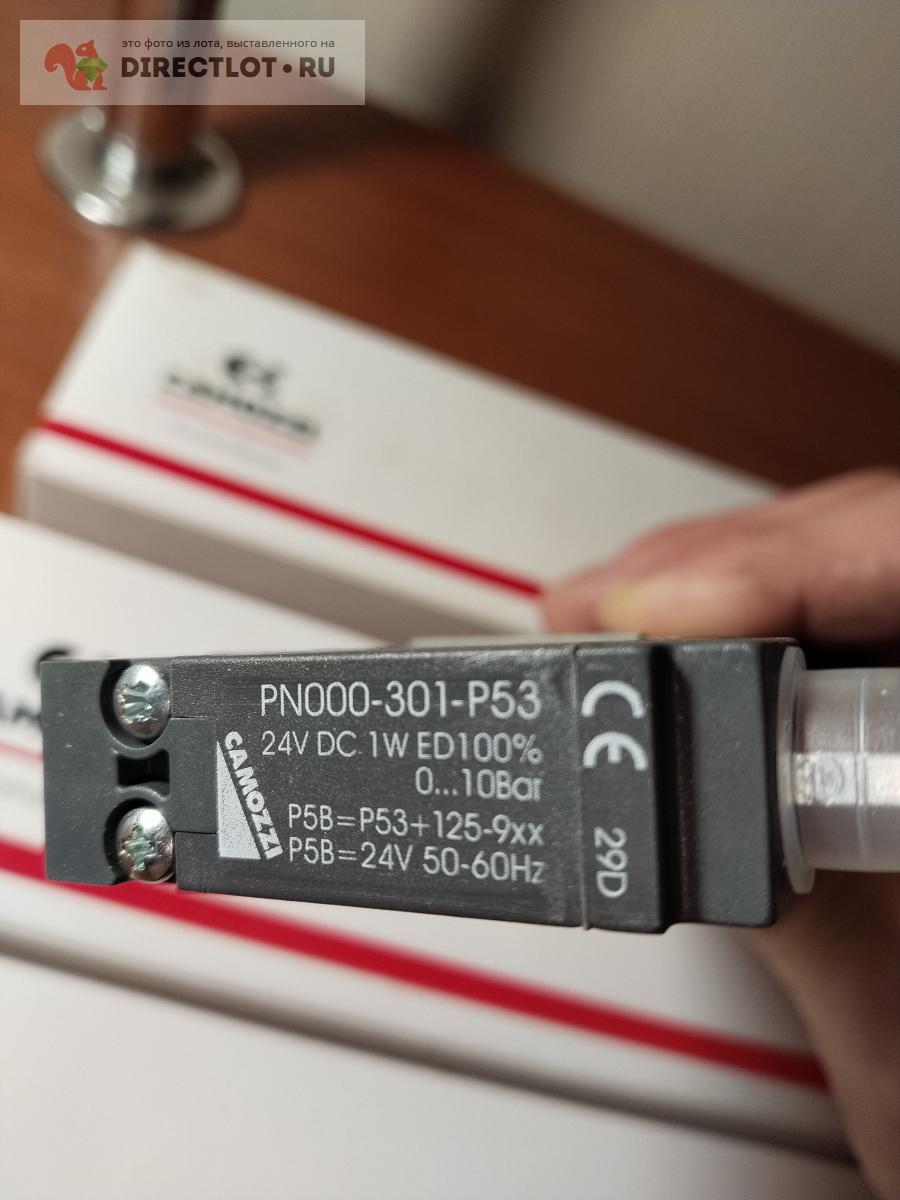 это фото из лота, выставленного на
DIRECTLOT•RU
PN000-301-P53
24V DC 1W ED100%
0...10Bar
P5B=P53+125-9xx
P5B=24V 50-60Hz
CAMOZZI
CE
29D